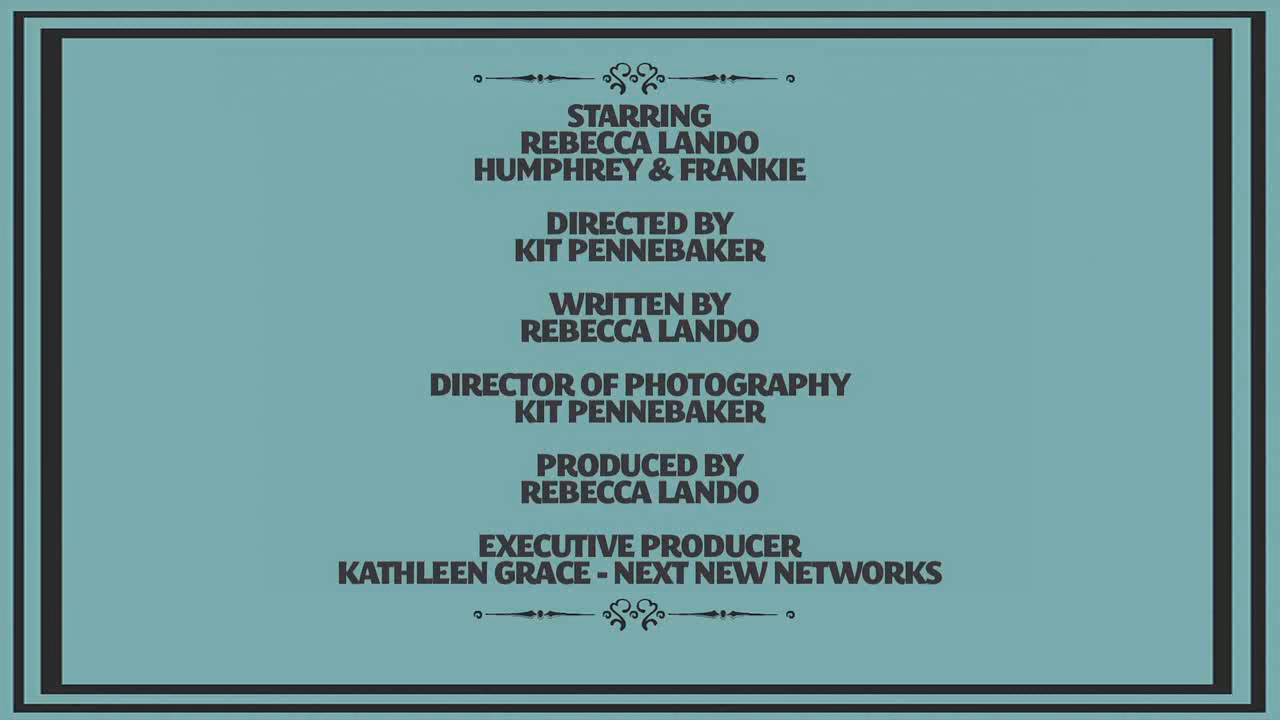 STARRING
REBECCA LANDO
HUMPHREY & FRANKIE
DIRECTED BY
KIT PENNEBAKER
WRITTEN BY
REBECCA LANDO
DIRECTOR OF PHOTOGRAPHY
KIT PENNEBAKER
PRODUCED BY
REBECCA LANDO
EXECUTIVE PRODUCER
KATHLEEN GRACE - NEXT NEW NETWORKS